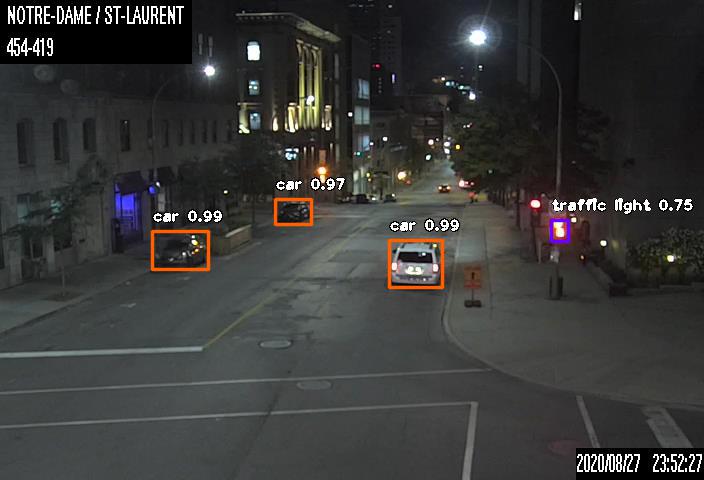 NOTRE-DAME / ST-LAURENT
454-419
car 0.97
traffic light 0.75
car 0.99
car 0.99
2020/08/27 23:52:27